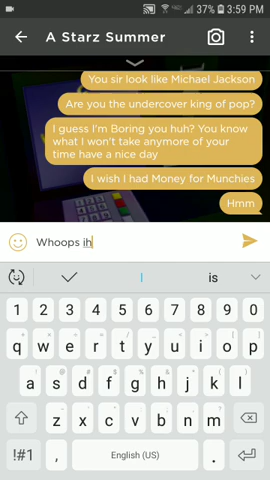 37% 3:59 PM
A Starz Summer
You sir look like Michael Jackson
Are you the undercover king of pop?
I guess I'm Boring you huh? You know
what I won't take anymore of your
time have a nice day
I wish I had Money for Munchies
Hmm
Whoops ih
I is
1 2 3 4 5 6 7 8 9 0
q w e r t y u i o p
a s d f g h j k l
z x c v b n m
!#1 , English (US) .